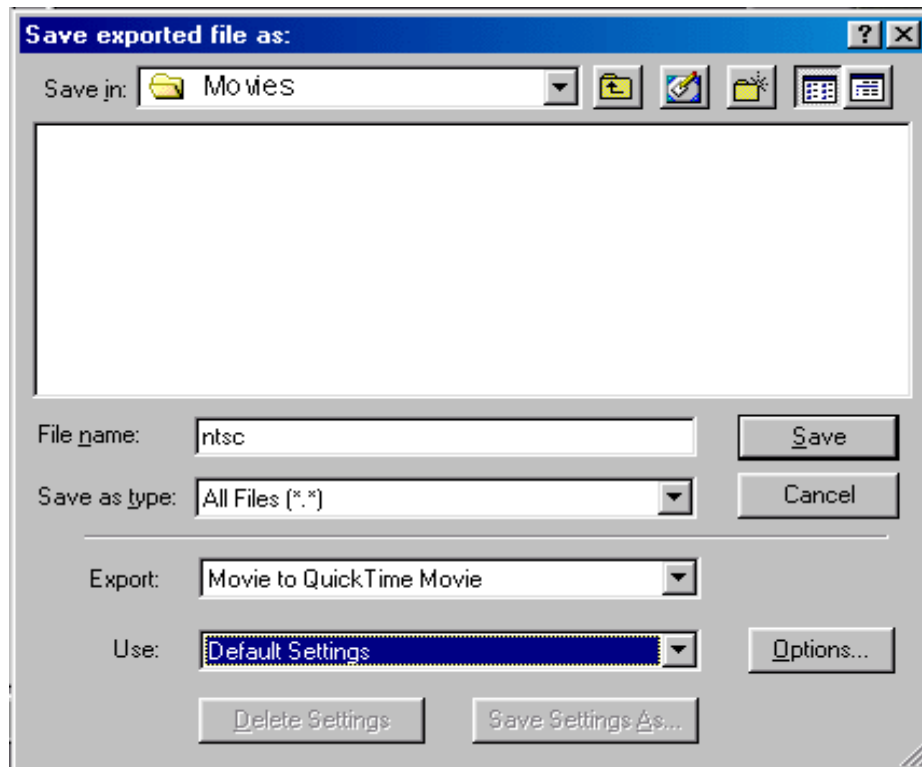 Save exported file as:
Save in: Movies
File name: ntsc Save
Save as type: All Files (*.*) Cancel
Export: Movie to QuickTime Movie
Use: Default Settings Options...
Delete Settings Save Settings As...